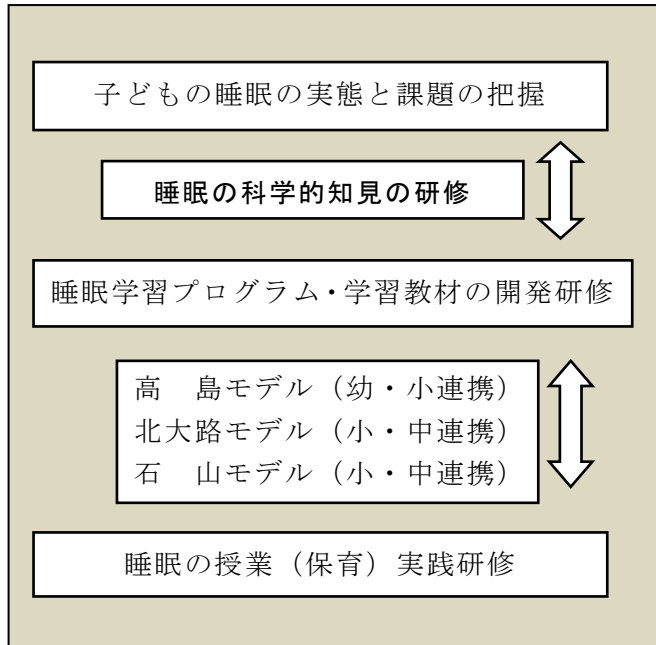 子どもの睡眠の実態と課題の把握
睡眠の科学的知見の研修
睡眠学習プログラム・学習教材の開発研修
高　島モデル（幼・小連携）
北大路モデル（小・中連携）
石　山モデル（小・中連携）
睡眠の授業（保育）実践研修